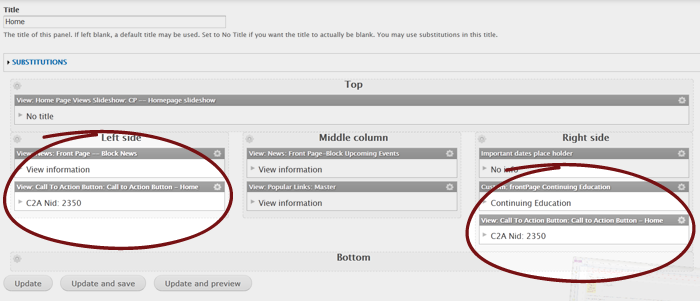 Title
Home
The title of this panel. If left blank, a default title may be used. Set to No Title if you want the title to actually be blank. You may use substitutions in this title.
SUBSTITUTIONS
Top
View: Home Page Views Slideshow: CP — Homepage slideshow
No title
Left side
View: News: Front Page — Block News
View information
View: Call To Action Button: Call to Action Button - Home
C2A Nid: 2350
Middle column
View: News: Front Page-Block Upcoming Events
View information
View: Popular Links: Master
View information
Right side
Important dates place holder
No info
Custom: FrontPage Continuing Education
Continuing Education
View: Call To Action Button: Call to Action Button - Home
C2A Nid: 2350
Bottom
Update
Update and save
Update and preview